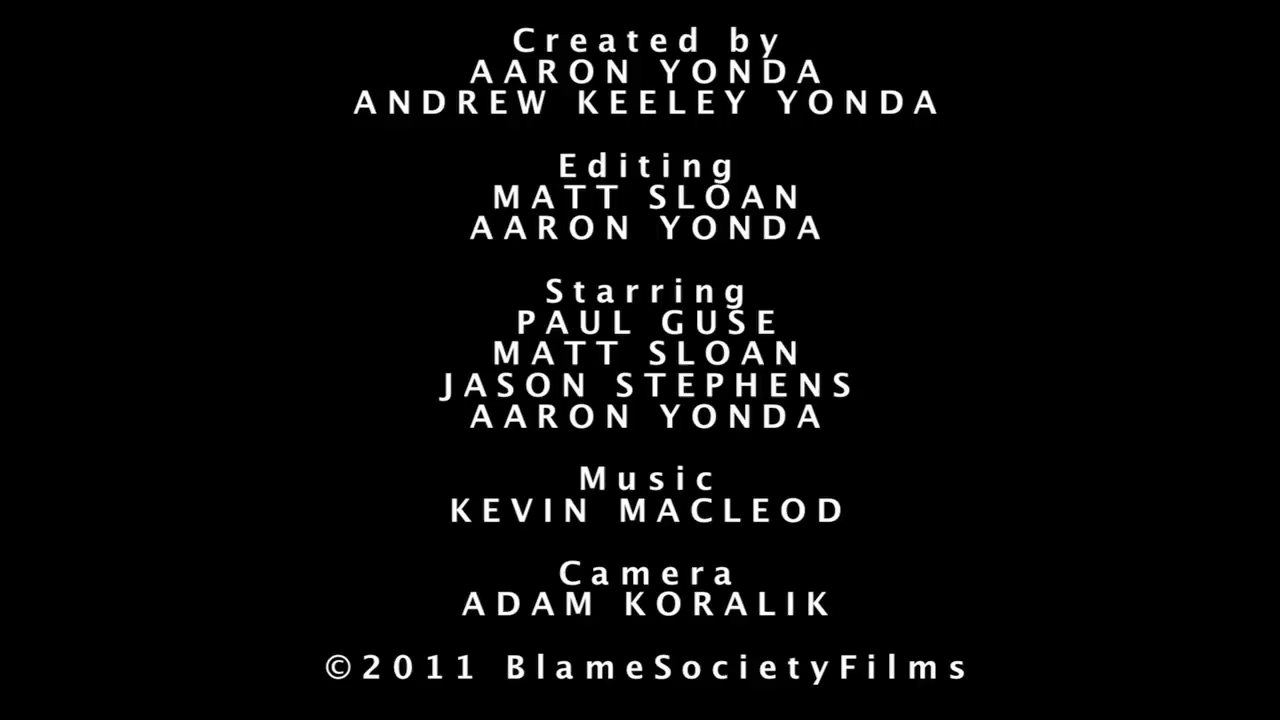 Created by
AARON YONDA
ANDREW KEELEY YONDA
Editing
MATT SLOAN
AARON YONDA
Starring
PAUL GUSE
MATT SLOAN
JASON STEPHENS
AARON YONDA
Music
KEVIN MACLEOD
Camera
ADAM KORALIK
©2011 BlameSocietyFilms